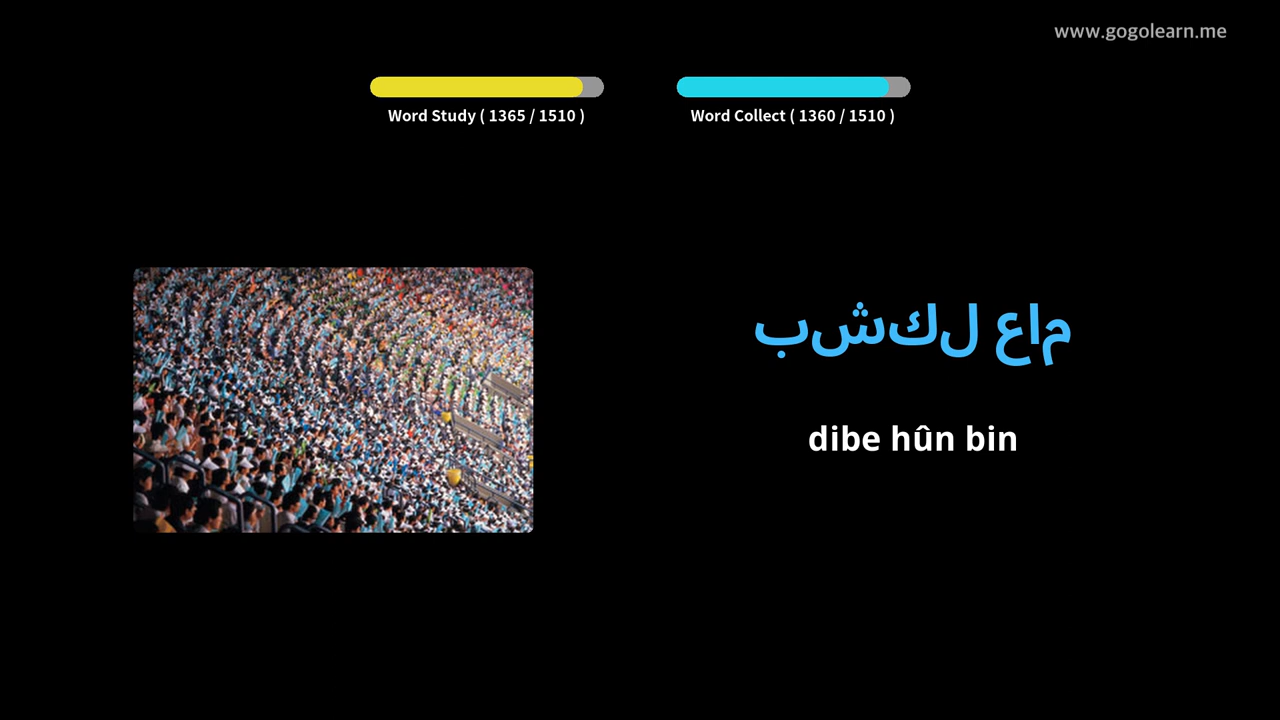 www.gogolearn.me
Word Study ( 1365 / 1510 )
Word Collect ( 1360 / 1510 )
بشكل عام
dibe hûn bin